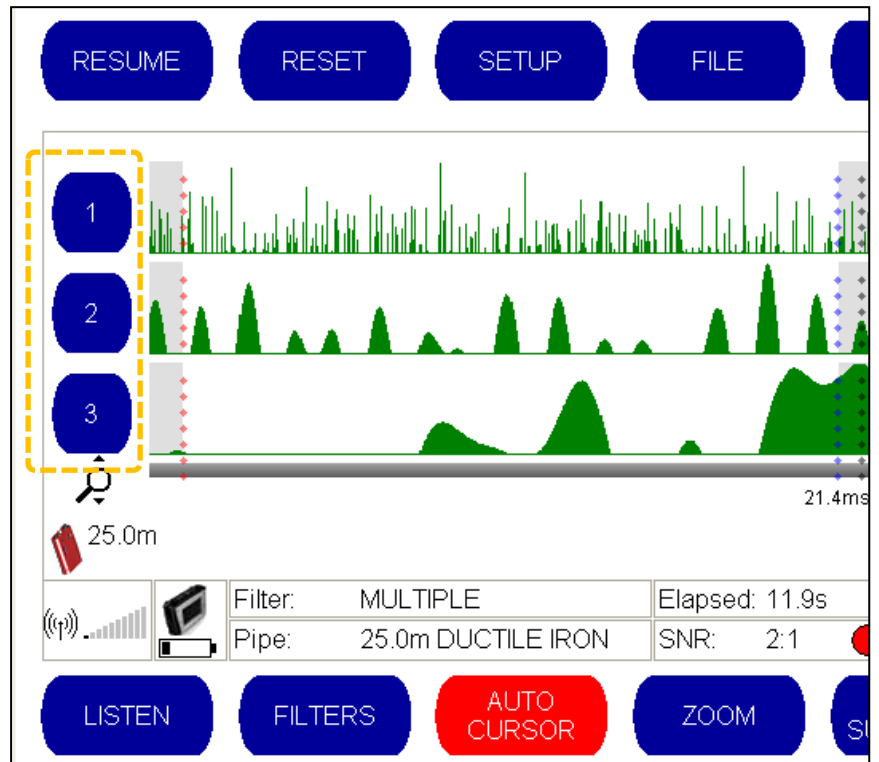 RESUME
RESET
SETUP
FILE
1
2
3
21.4ms
25.0m
Filter: MULTIPLE
Elapsed: 11.9s
Pipe: 25.0m DUCTILE IRON
SNR: 2:1
LISTEN
FILTERS
AUTO
CURSOR
ZOOM